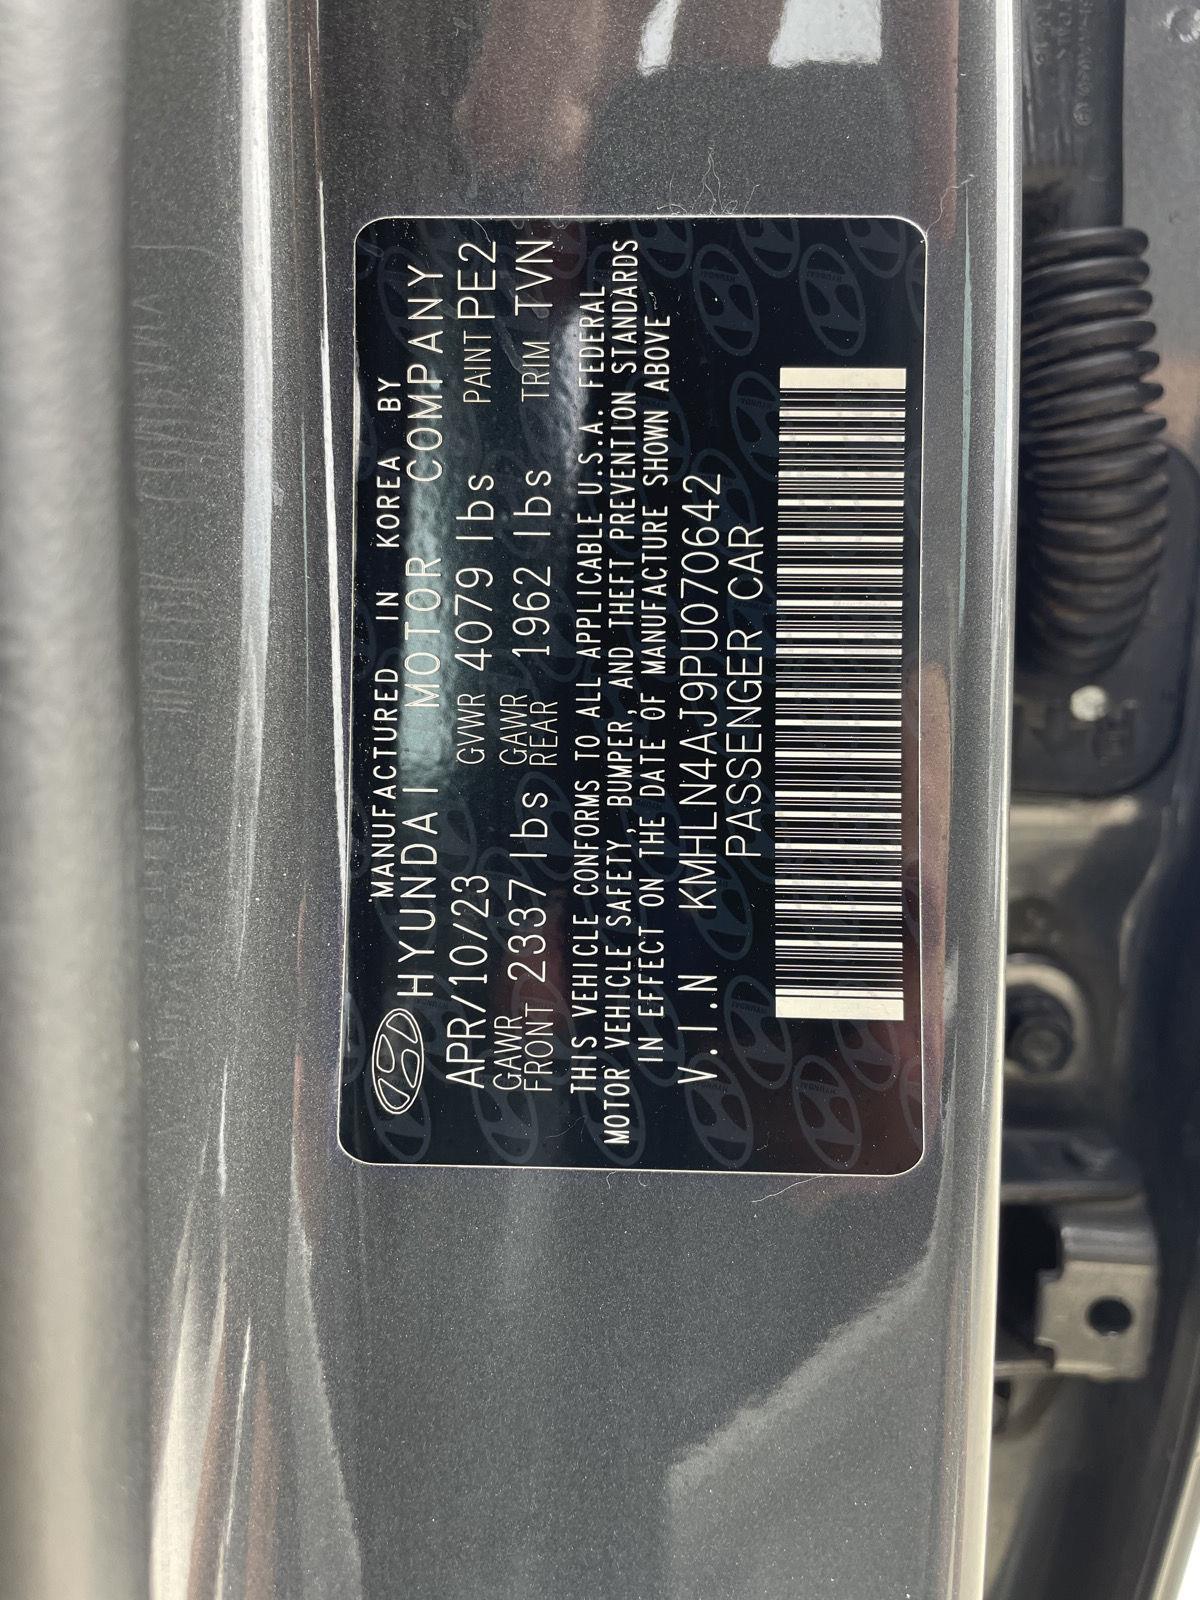 MANUFACTURED IN KOREA BY
HYUNDAI MOTOR COMPANY
APR/10/23 GVWR 4079 lbs PAINT PE2
GAWR FRONT 2337 lbs GAWR REAR 1962 lbs TRIM TVN
THIS VEHICLE CONFORMS TO ALL APPLICABLE U.S.A. FEDERAL
MOTOR VEHICLE SAFETY, BUMPER, AND THEFT PREVENTION STANDARDS
IN EFFECT ON THE DATE OF MANUFACTURE SHOWN ABOVE
V.I.N KMHLN4AJ9PU070642
PASSENGER CAR